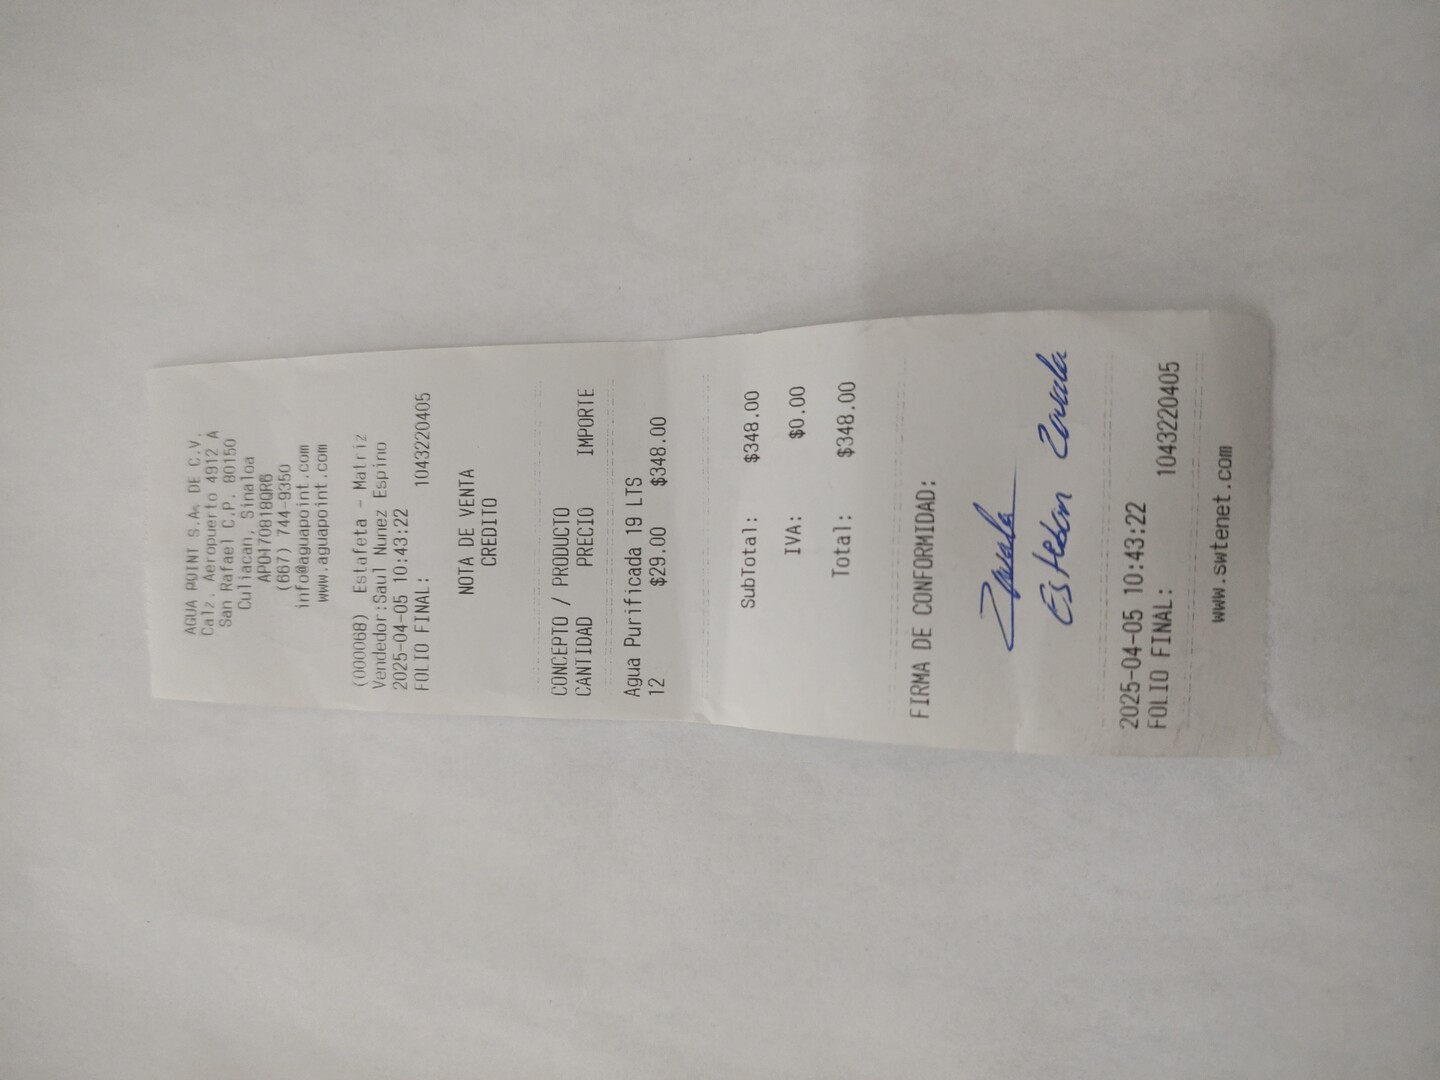 AGUA POINT S.A. DE C.V.
Calz. Aeropuerto 4912 A
San Rafael C.P. 80150
Culiacan, Sinaloa
APO170818QR6
(667) 744-9350
info@aguapoint.com
www.aguapoint.com
(000068) Estafeta - Matriz
Vendedor:Saul Nunez Espino
2025-04-05 10:43:22
FOLIO FINAL: 1043220405
NOTA DE VENTA
CREDITO
CONCEPTO / PRODUCTO
CANTIDAD PRECIO IMPORTE
Agua Purificada 19 LTS
12 $29.00 $348.00
SubTotal: $348.00
IVA: $0.00
Total: $348.00
FIRMA DE CONFORMIDAD:
Esteban Zavala
2025-04-05 10:43:22
FOLIO FINAL: 1043220405
www.swtenet.com